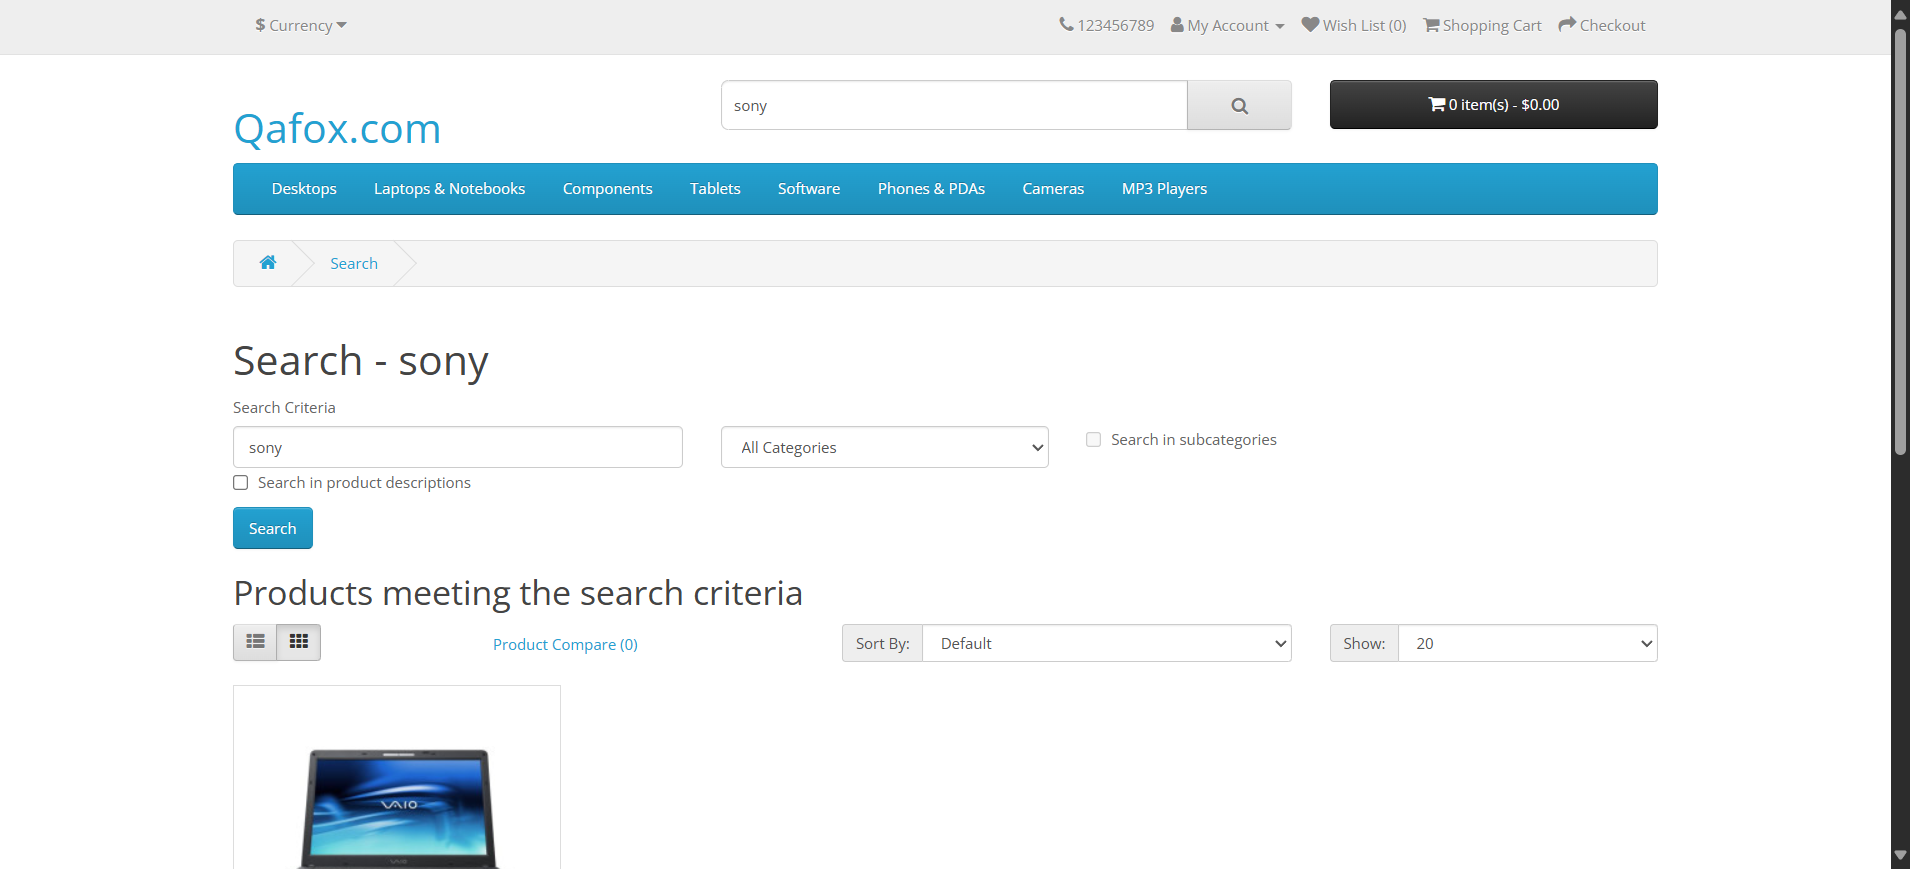 $ Currency
123456789 My Account Wish List (0) Shopping Cart Checkout
Qafox.com
sony
0 item(s) - $0.00
Desktops Laptops & Notebooks Components Tablets Software Phones & PDAs Cameras MP3 Players
Search
Search - sony
Search Criteria
sony
All Categories
Search in subcategories
Search in product descriptions
Search
Products meeting the search criteria
Product Compare (0)
Sort By: Default
Show: 20
VAIO
VAIO